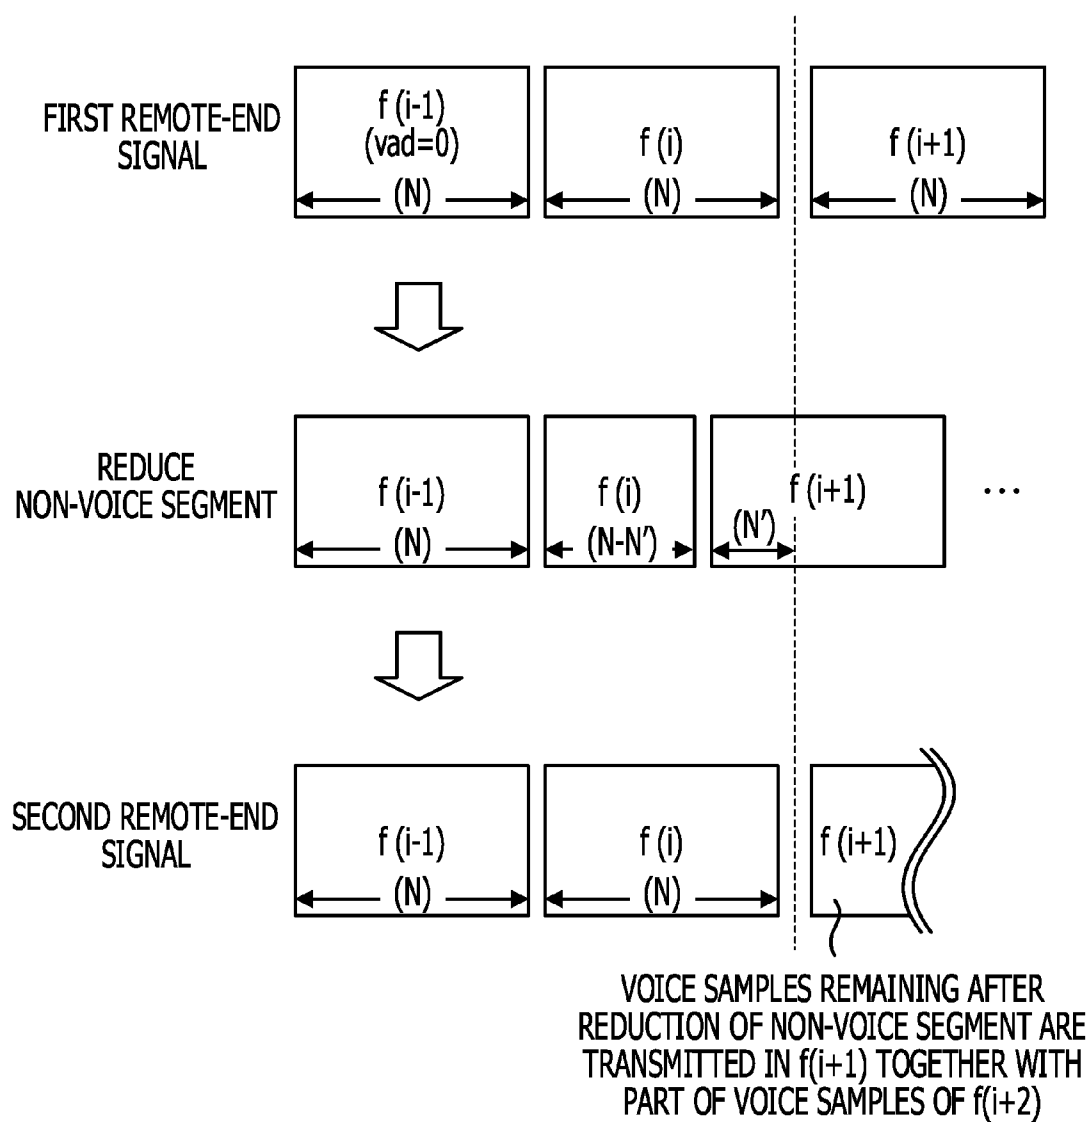 FIRST REMOTE-END
SIGNAL
f (i-1)
(vad=0)
(N)
f (i)
(N)
f (i+1)
(N)
REDUCE
NON-VOICE SEGMENT
f (i-1)
(N)
f (i)
(N-N')
f (i+1)
(N')
...
SECOND REMOTE-END
SIGNAL
f (i-1)
(N)
f (i)
(N)
f (i+1)
VOICE SAMPLES REMAINING AFTER
REDUCTION OF NON-VOICE SEGMENT ARE
TRANSMITTED IN f(i+1) TOGETHER WITH
PART OF VOICE SAMPLES OF f(i+2)